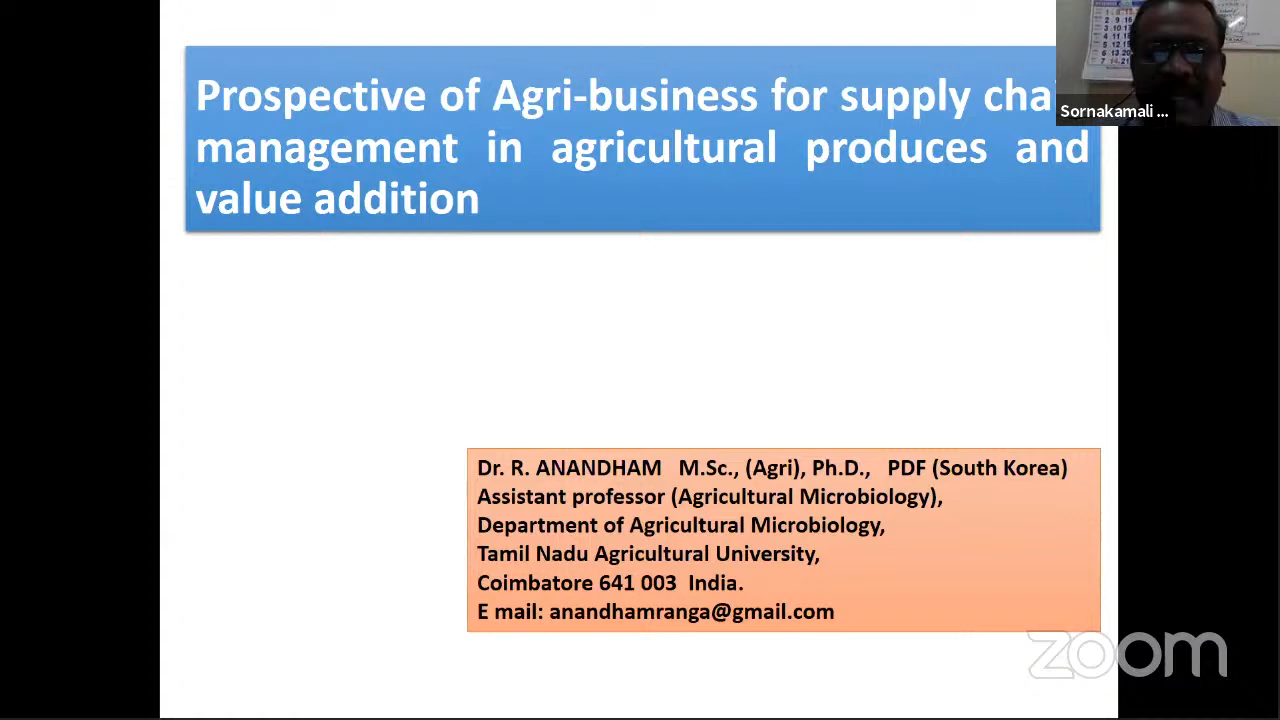 Prospective of Agri-business for supply chai
management in agricultural produces and
value addition
Sornakamali ...
Dr. R. ANANDHAM M.Sc., (Agri), Ph.D., PDF (South Korea)
Assistant professor (Agricultural Microbiology),
Department of Agricultural Microbiology,
Tamil Nadu Agricultural University,
Coimbatore 641 003 India.
E mail: anandhamranga@gmail.com
zoom